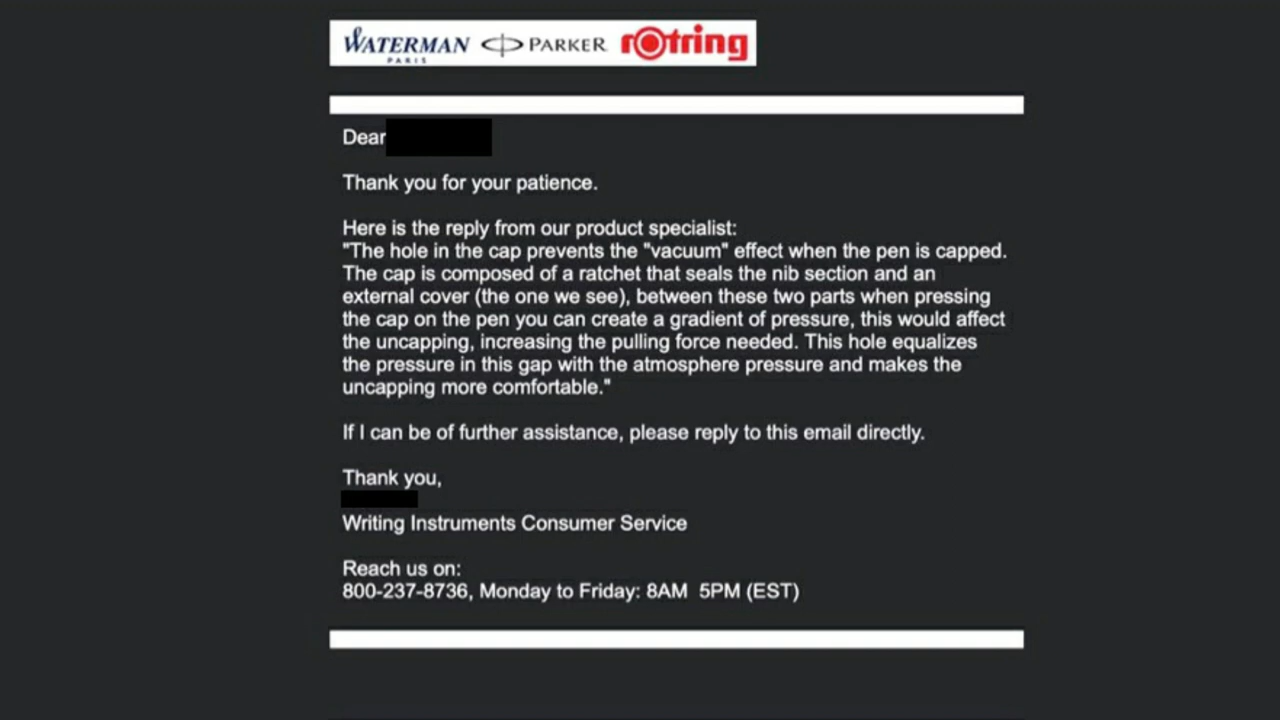 WATERMAN PARIS PARKER rotring
Dear
Thank you for your patience.
Here is the reply from our product specialist:
"The hole in the cap prevents the "vacuum" effect when the pen is capped.
The cap is composed of a ratchet that seals the nib section and an
external cover (the one we see), between these two parts when pressing
the cap on the pen you can create a gradient of pressure, this would affect
the uncapping, increasing the pulling force needed. This hole equalizes
the pressure in this gap with the atmosphere pressure and makes the
uncapping more comfortable."
If I can be of further assistance, please reply to this email directly.
Thank you,
Writing Instruments Consumer Service
Reach us on:
800-237-8736, Monday to Friday: 8AM  5PM (EST)